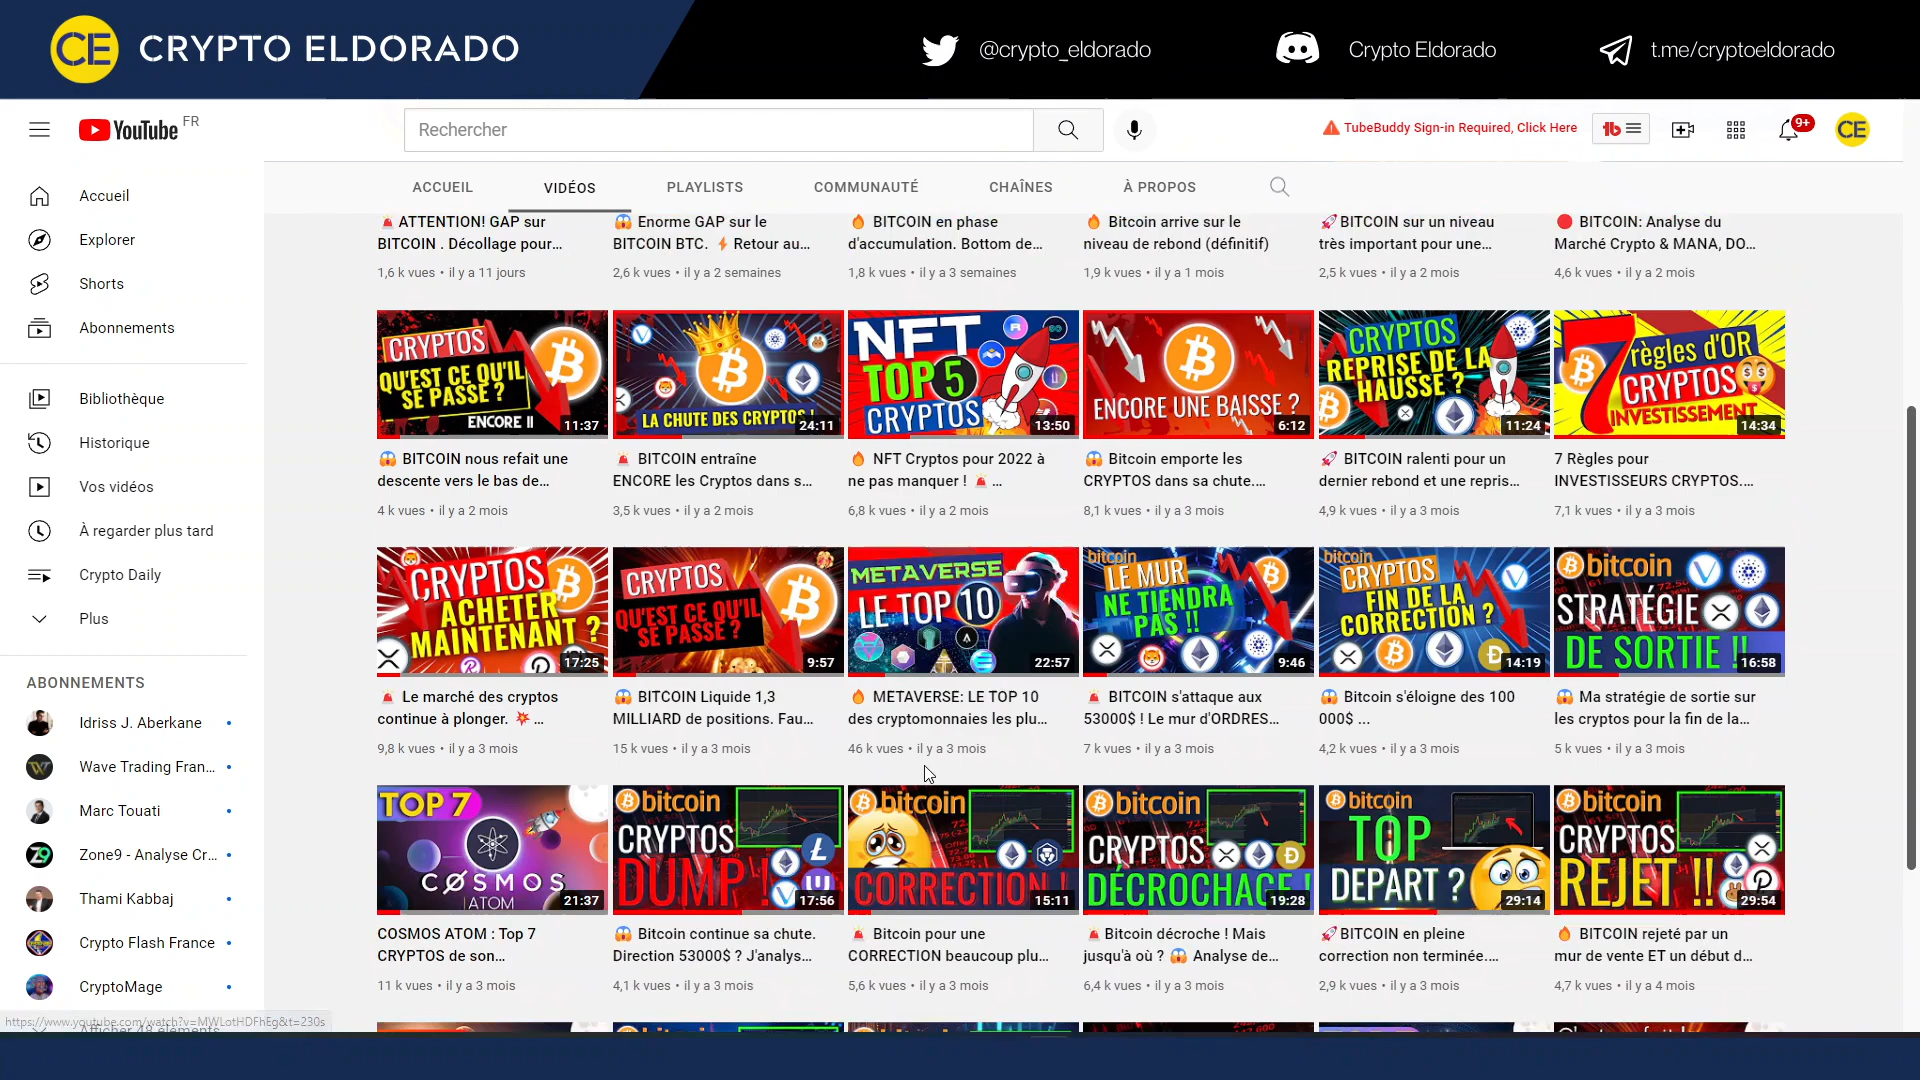 CE CRYPTO ELDORADO
@crypto_eldorado
Crypto Eldorado
t.me/cryptoeldorado
YouTube FR
Rechercher
TubeBuddy Sign-in Required, Click Here
tb
9+
CE
ACCUEIL
VIDÉOS
PLAYLISTS
COMMUNAUTÉ
CHAÎNES
À PROPOS
Accueil
Explorer
Shorts
Abonnements
Bibliothèque
Historique
Vos vidéos
À regarder plus tard
Crypto Daily
Plus
ABONNEMENTS
Idriss J. Aberkane
Wave Trading Fran...
Marc Touati
Zone9 - Analyse Cr...
Thami Kabbaj
Crypto Flash France
CryptoMage
Afficher 48 éléments
https://www.youtube.com/watch?v=MWLotHDFhEg&t=230s
🚨 ATTENTION! GAP sur
BITCOIN . Décollage pour...
1,6 k vues • il y a 11 jours
😱 Enorme GAP sur le
BITCOIN BTC. ⚡ Retour au...
2,6 k vues • il y a 2 semaines
🔥 BITCOIN en phase
d'accumulation. Bottom de...
1,8 k vues • il y a 3 semaines
🔥 Bitcoin arrive sur le
niveau de rebond (définitif)
1,9 k vues • il y a 1 mois
🚀BITCOIN sur un niveau
très important pour une...
2,5 k vues • il y a 2 mois
🔴 BITCOIN: Analyse du
Marché Crypto & MANA, DO...
4,6 k vues • il y a 2 mois
CRYPTOS
QU'EST CE QU'IL
SE PASSE ?
ENCORE !!
11:37
😱 BITCOIN nous refait une
descente vers le bas de...
4 k vues • il y a 2 mois
LA CHUTE DES CRYPTOS !
24:11
🚨 BITCOIN entraîne
ENCORE les Cryptos dans s...
3,5 k vues • il y a 2 mois
NFT
TOP 5
CRYPTOS
13:50
🔥 NFT Cryptos pour 2022 à
ne pas manquer ! 🚨 ...
6,8 k vues • il y a 2 mois
ENCORE UNE BAISSE ?
6:12
😱 Bitcoin emporte les
CRYPTOS dans sa chute....
8,1 k vues • il y a 3 mois
CRYPTOS
REPRISE DE LA
HAUSSE ?
11:24
🚀 BITCOIN ralenti pour un
dernier rebond et une repris...
4,9 k vues • il y a 3 mois
7 règles d'OR
CRYPTOS
INVESTISSEMENT
14:34
7 Règles pour
INVESTISSEURS CRYPTOS....
7,1 k vues • il y a 3 mois
CRYPTOS
ACHETER
MAINTENANT ?
17:25
🚨 Le marché des cryptos
continue à plonger. 💥 ...
9,8 k vues • il y a 3 mois
CRYPTOS
QU'EST CE QU'IL
SE PASSE ?
9:57
😱 BITCOIN Liquide 1,3
MILLIARD de positions. Fau...
15 k vues • il y a 3 mois
METAVERSE
LE TOP 10
22:57
🔥 METAVERSE: LE TOP 10
des cryptomonnaies les plu...
46 k vues • il y a 3 mois
bitcoin
LE MUR
NE TIENDRA
PAS !!
9:46
🚨 BITCOIN s'attaque aux
53000$ ! Le mur d'ORDRES...
7 k vues • il y a 3 mois
bitcoin
CRYPTOS
FIN DE LA
CORRECTION ?
14:19
😱 Bitcoin s'éloigne des 100
000$ ...
4,2 k vues • il y a 3 mois
bitcoin
STRATÉGIE
DE SORTIE !!
16:58
😱 Ma stratégie de sortie sur
les cryptos pour la fin de la...
5 k vues • il y a 3 mois
TOP 7
COSMOS
ATOM
21:37
COSMOS ATOM : Top 7
CRYPTOS de son...
11 k vues • il y a 3 mois
bitcoin
CRYPTOS
DUMP !
17:56
😱 Bitcoin continue sa chute.
Direction 53000$ ? J'analys...
4,1 k vues • il y a 3 mois
bitcoin
CORRECTION !
15:11
🚨 Bitcoin pour une
CORRECTION beaucoup plu...
5,6 k vues • il y a 3 mois
bitcoin
CRYPTOS
DÉCROCHAGE !
19:28
🚨Bitcoin décroche ! Mais
jusqu'à où ? 😱 Analyse de...
6,4 k vues • il y a 3 mois
bitcoin
TOP
DEPART ?
29:14
🚀BITCOIN en pleine
correction non terminée....
2,9 k vues • il y a 3 mois
bitcoin
CRYPTOS
REJET !!
29:54
🔥 BITCOIN rejeté par un
mur de vente ET un début d...
4,7 k vues • il y a 4 mois